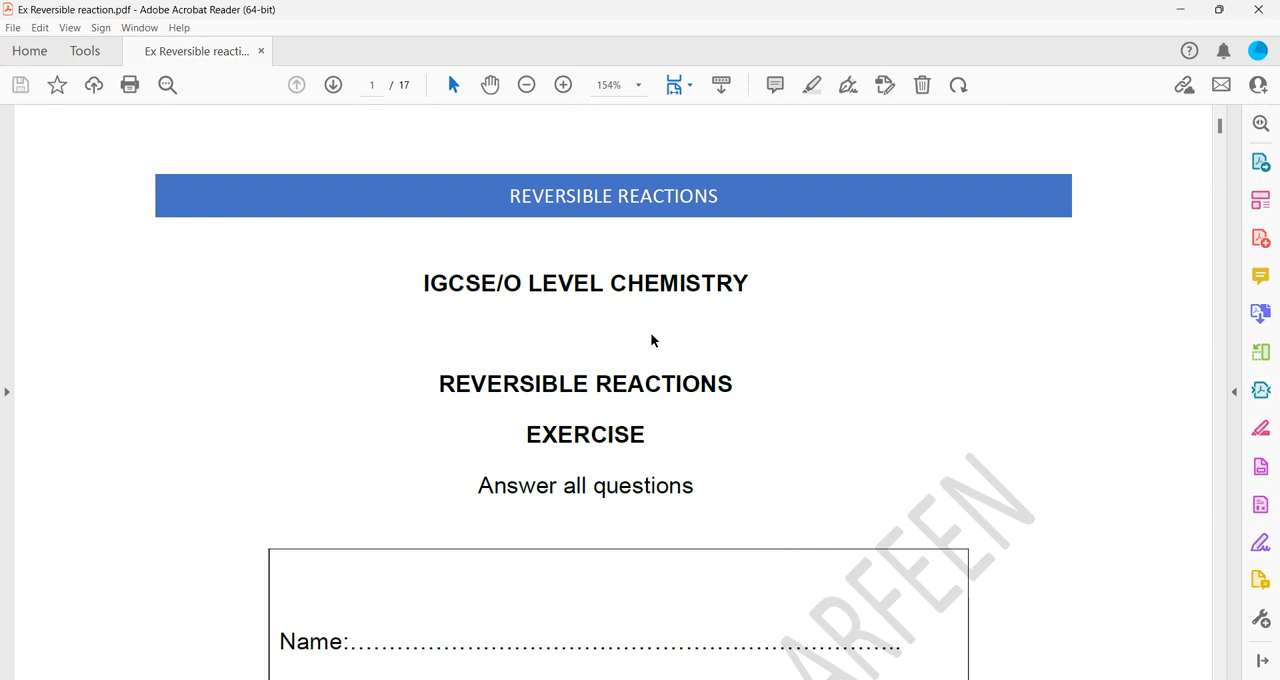 Ex Reversible reaction.pdf - Adobe Acrobat Reader (64-bit)
File Edit View Sign Window Help
Home Tools Ex Reversible reacti... ×
1 / 17 154%
REVERSIBLE REACTIONS
IGCSE/O LEVEL CHEMISTRY
REVERSIBLE REACTIONS
EXERCISE
Answer all questions
ARFEEN
Name:..................................................................